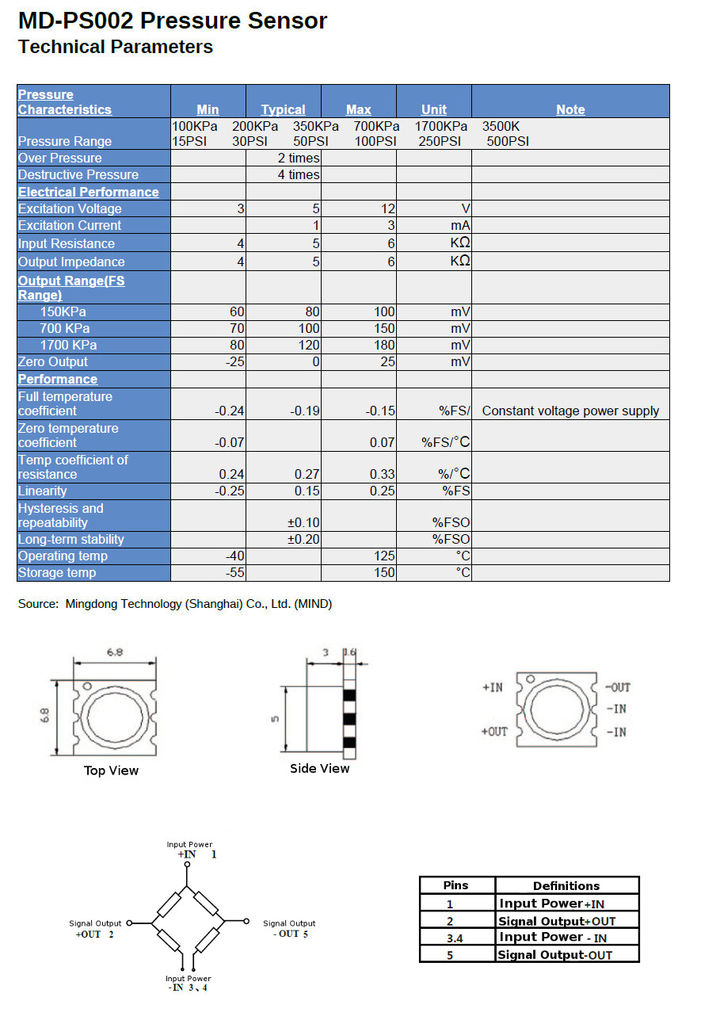 MD-PS002 Pressure Sensor
Technical Parameters
Pressure
Characteristics Min Typical Max Unit Note
100KPa 200KPa 350KPa 700KPa 1700KPa 3500K
Pressure Range 15PSI 30PSI 50PSI 100PSI 250PSI 500PSI
Over Pressure 2 times
Destructive Pressure 4 times
Electrical Performance
Excitation Voltage 3 5 12 V
Excitation Current 1 3 mA
Input Resistance 4 5 6 KΩ
Output Impedance 4 5 6 KΩ
Output Range(FS
Range)
150KPa 60 80 100 mV
700 KPa 70 100 150 mV
1700 KPa 80 120 180 mV
Zero Output -25 0 25 mV
Performance
Full temperature
coefficient -0.24 -0.19 -0.15 %FS/ Constant voltage power supply
Zero temperature
coefficient -0.07 0.07 %FS/°C
Temp coefficient of
resistance 0.24 0.27 0.33 %/°C
Linearity -0.25 0.15 0.25 %FS
Hysteresis and
repeatability ±0.10 %FSO
Long-term stability ±0.20 %FSO
Operating temp -40 125 °C
Storage temp -55 150 °C
Source: Mingdong Technology (Shanghai) Co., Ltd. (MIND)
6.8
6.8
Top View
3 1.6
5
Side View
+IN -OUT
-IN
+OUT -IN
Input Power
+IN 1
Signal Output
+OUT 2
Signal Output
- OUT 5
Input Power
-IN 3、4
Pins Definitions
1 Input Power+IN
2 Signal Output+OUT
3.4 Input Power - IN
5 Signal Output-OUT